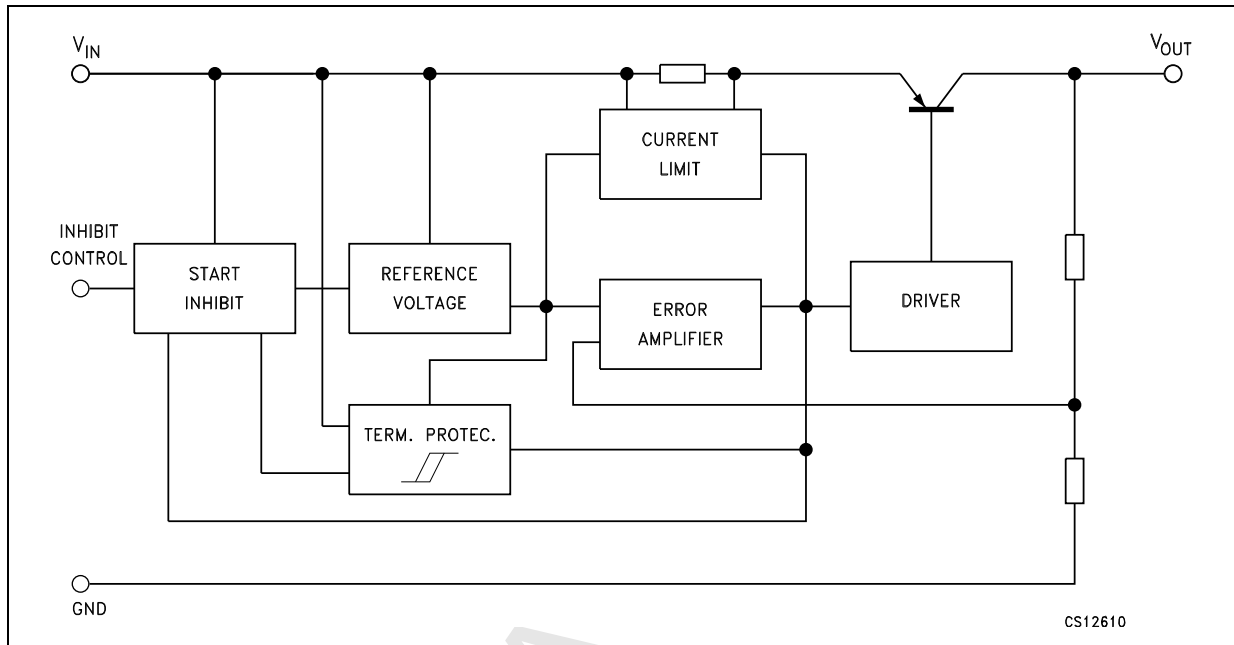 VIN
VOUT
CURRENT
LIMIT
INHIBIT
CONTROL
START
INHIBIT
REFERENCE
VOLTAGE
ERROR
AMPLIFIER
DRIVER
TERM. PROTEC.
GND
CS12610